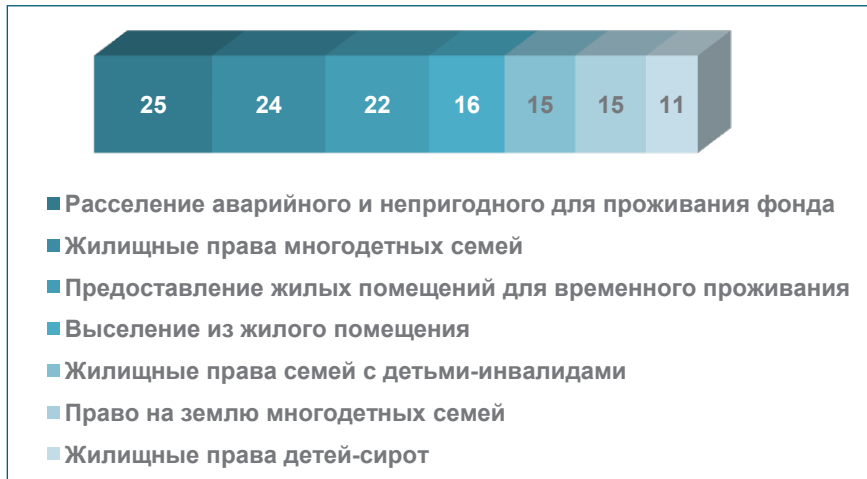 25 24 22 16 15 15 11
Расселение аварийного и непригодного для проживания фонда
Жилищные права многодетных семей
Предоставление жилых помещений для временного проживания
Выселение из жилого помещения
Жилищные права семей с детьми-инвалидами
Право на землю многодетных семей
Жилищные права детей-сирот